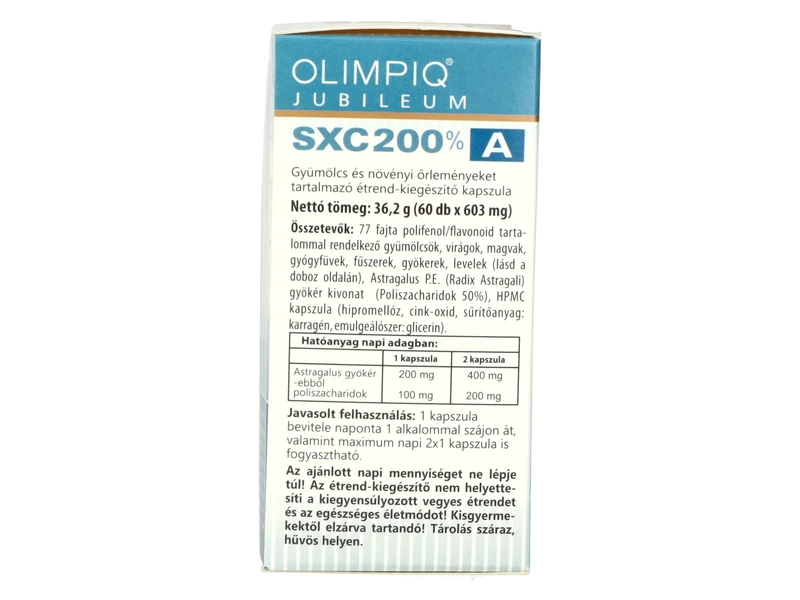 OLIMPIQ®
JUBILEUM
SXC200% A
Gyümölcs és növényi őrleményeket
tartalmazó étrend-kiegészítő kapszula
Nettó tömeg: 36,2 g (60 db x 603 mg)
Összetevők: 77 fajta polifenol/flavonoid tarta-
lommal rendelkező gyümölcsök, virágok, magvak,
gyógyfüvek, fűszerek, gyökerek, levelek (lásd a
doboz oldalán), Astragalus P.E. (Radix Astragali)
gyökér kivonat (Poliszacharidok 50%), HPMC
kapszula (hipromellóz, cink-oxid, sűrítőanyag:
karragén, emulgeálószer: glicerin).
Hatóanyag napi adagban:
1 kapszula 2 kapszula
Astragalus gyökér 200 mg 400 mg
-ebből
poliszacharidok 100 mg 200 mg
Javasolt felhasználás: 1 kapszula
bevitele naponta 1 alkalommal szájon át,
valamint maximum napi 2x1 kapszula is
fogyasztható.
Az ajánlott napi mennyiséget ne lépje
túl! Az étrend-kiegészítő nem helyette-
síti a kiegyensúlyozott vegyes étrendet
és az egészséges életmódot! Kisgyerme-
kektől elzárva tartandó! Tárolás száraz,
hűvös helyen.